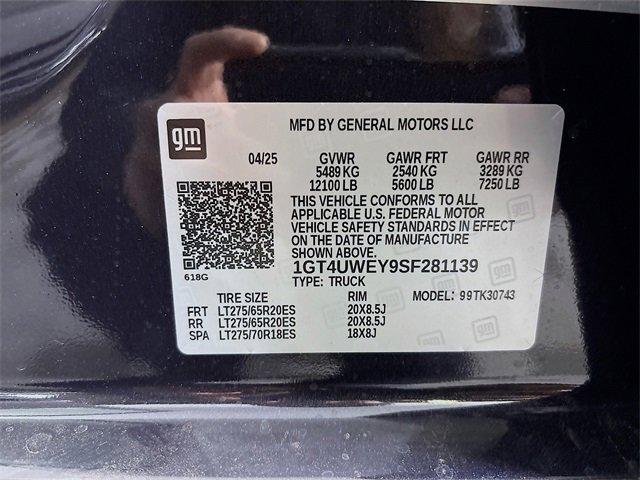 gm
MFD BY GENERAL MOTORS LLC
04/25 GVWR GAWR FRT GAWR RR
5489 KG 2540 KG 3289 KG
12100 LB 5600 LB 7250 LB
THIS VEHICLE CONFORMS TO ALL
APPLICABLE U.S. FEDERAL MOTOR
VEHICLE SAFETY STANDARDS IN EFFECT
ON THE DATE OF MANUFACTURE
SHOWN ABOVE.
618G
1GT4UWEY9SF281139
TYPE: TRUCK
TIRE SIZE RIM MODEL: 99TK30743
FRT LT275/65R20ES 20X8.5J
RR LT275/65R20ES 20X8.5J
SPA LT275/70R18ES 18X8J